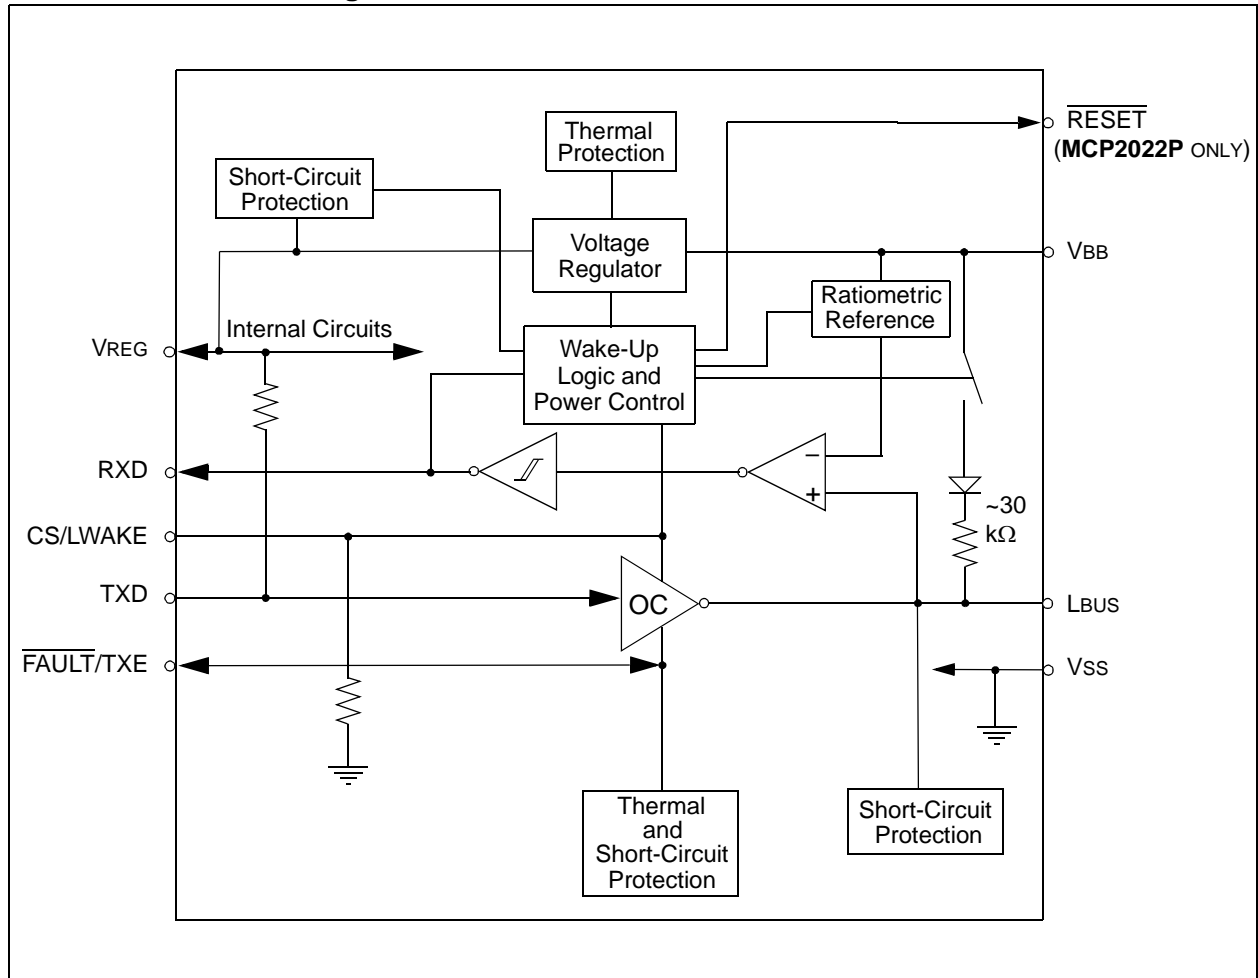 RESET
(MCP2022P ONLY)
Thermal
Protection
Short-Circuit
Protection
Voltage
Regulator
VBB
Ratiometric
Reference
Internal Circuits
VREG
Wake-Up
Logic and
Power Control
RXD
–
+
~30
kΩ
CS/LWAKE
TXD
OC
LBUS
FAULT/TXE
VSS
Thermal
and
Short-Circuit
Protection
Short-Circuit
Protection